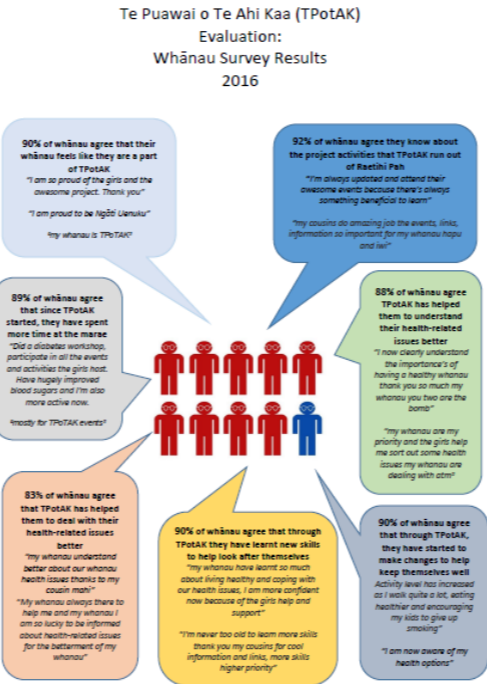 Te Puawai o Te Ahi Kaa (TPotAK)
Evaluation:
Whānau Survey Results
2016
90% of whānau agree that their
whānau feels like they are a part
of TPotAK
"I am so proud of the girls and the
awesome project. Thank you"
"I am proud to be Ngāti Uenuku"
"my whanau is TPoTAK"
92% of whānau agree they know about
the project activities that TPotAK run out
of Raetihi Pah
"I'm always updated and attend their
awesome events because there's always
something beneficial to learn"
"my cousins do amazing job the events, links,
information so important for my whanau hapu
and iwi"
89% of whānau agree
that since TPotAK
started, they have spent
more time at the marae
"Did a diabetes workshop,
participate in all the events
and activities the girls host.
Have hugely improved
blood sugars and I'm also
more active now.
"mostly for TPoTAK events"
88% of whānau agree
TPotAK has helped
them to understand
their health-related
issues better
"I now clearly understand
the importance's of
having a healthy whanau
thank you so much my
whanau you two are the
bomb"
"my whanau are my
priority and the girls help
me sort out some health
issues my whanau are
dealing with atm"
83% of whānau agree
that TPotAK has helped
them to deal with their
health-related issues
better
"my whanau understand
better about our whanau
health issues thanks to my
cousin mahi"
"My whanau always there to
help me and my whanau I
am so lucky to be informed
about health-related issues
for the betterment of my
whanau"
90% of whānau agree that through
TPotAK they have learnt new skills
to help look after themselves
"my whanau have learnt so much
about living healthy and coping with
our health issues, I am more confident
now because of the girls help and
support"
"I'm never too old to learn more skills
thank you my cousins for cool
information and links, more skills
higher priority"
90% of whānau agree
that through TPotAK,
they have started to
make changes to help
keep themselves well
Activity level has increased
as I walk quite a lot, eating
healthier and encouraging
my kids to give up
smoking"
"I am now aware of my
health options"